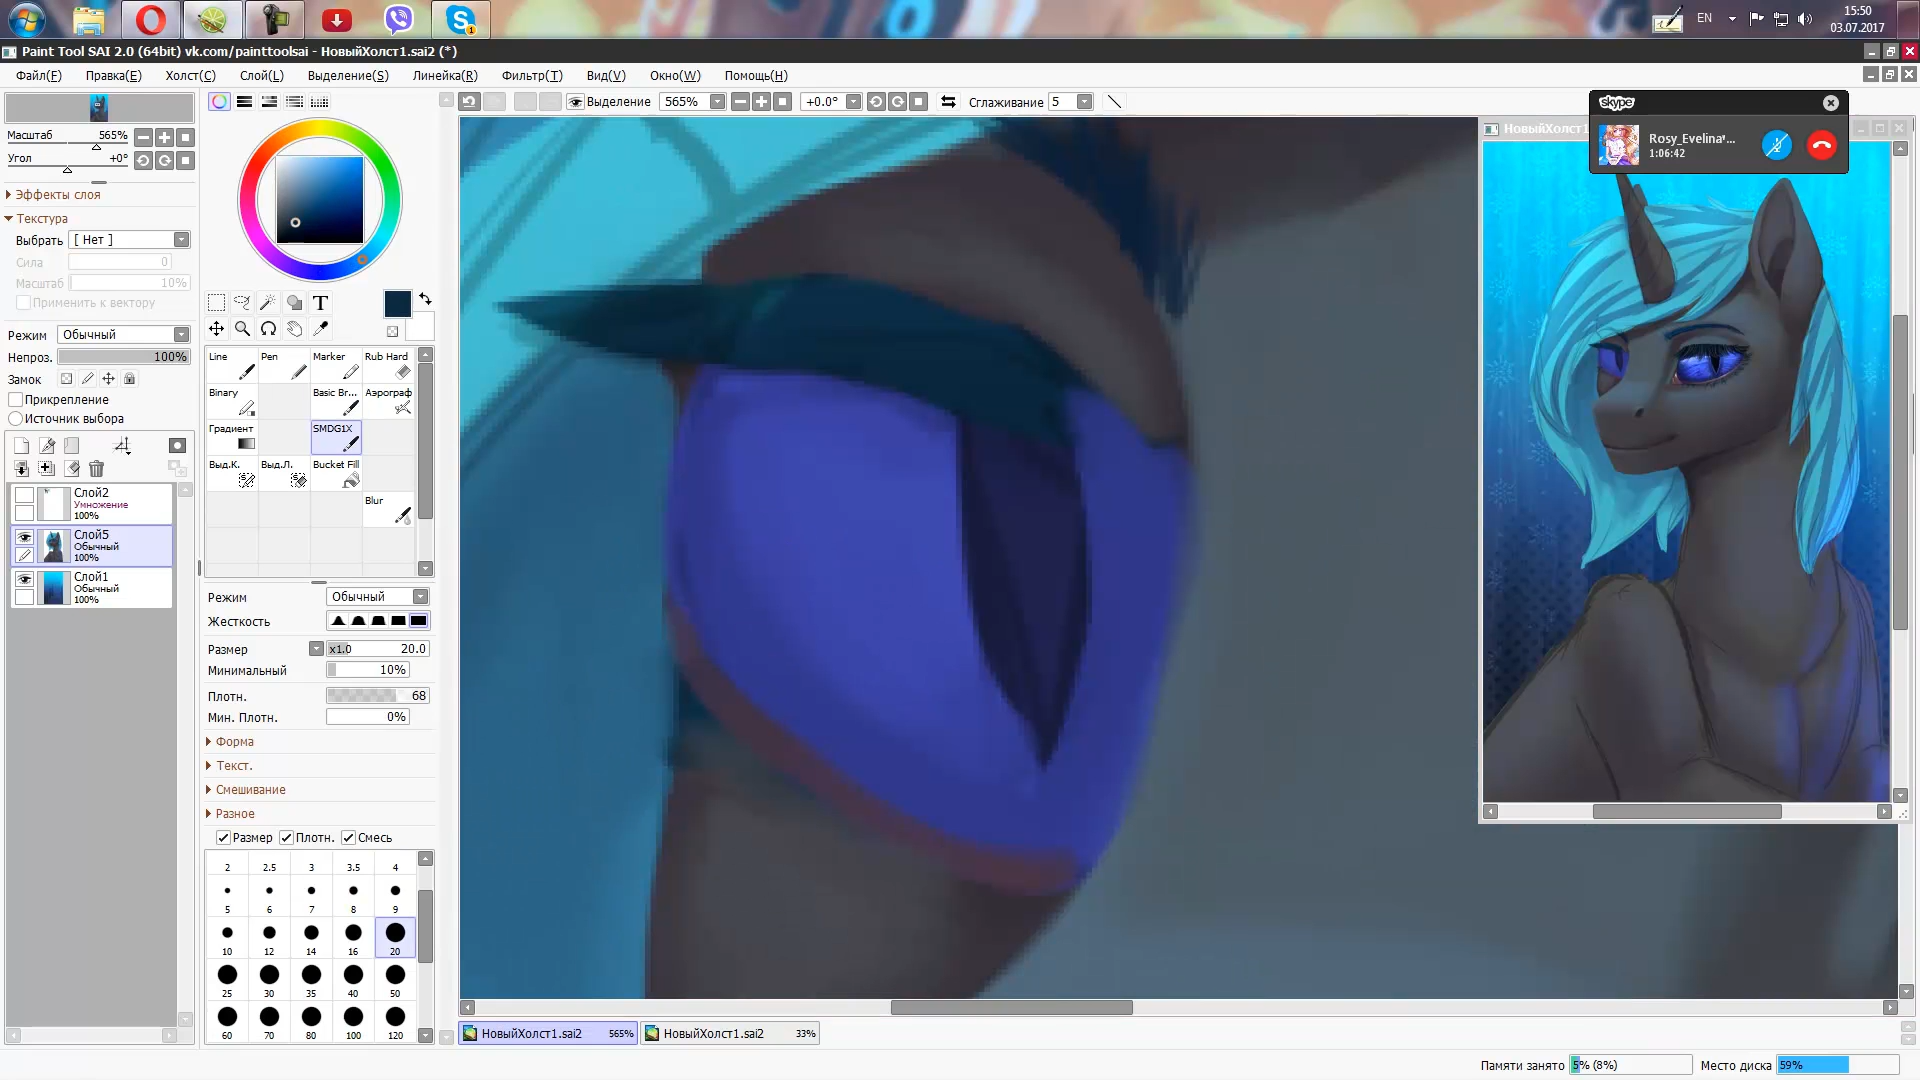 EN
15:50
03.07.2017
Paint Tool SAI 2.0 (64bit) vk.com/painttoolsai - НовыйХолст1.sai2 (*)
Файл(F) Правка(E) Холст(C) Слой(L) Выделение(S) Линейка(R) Фильтр(T) Вид(V) Окно(W) Помощь(H)
Выделение 565% +0.0° Сглаживание 5
skype
Rosy_Evelina*...
1:06:42
НовыйХолст1
Масштаб 565%
Угол +0°
Эффекты слоя
Текстура
Выбрать [ Нет ]
Сила 0
Масштаб 10%
Применить к вектору
Режим Обычный
Непроз. 100%
Замок
Прикрепление
Источник выбора
Слой2
Умножение
100%
Слой5
Обычный
100%
Слой1
Обычный
100%
T
Line Pen Marker Rub Hard
Binary Basic Br... Аэрограф
Градиент SMDG1X
Выд.К. Выд.Л. Bucket Fill
Blur
Режим Обычный
Жесткость
Размер x1.0 20.0
Минимальный 10%
Плотн. 68
Мин. Плотн. 0%
Форма
Текст.
Смешивание
Разное
Размер Плотн. Смесь
2 2.5 3 3.5 4
5 6 7 8 9
10 12 14 16 20
25 30 35 40 50
60 70 80 100 120
НовыйХолст1.sai2 565% НовыйХолст1.sai2 33%
Памяти занято 5% (8%) Место диска 59%